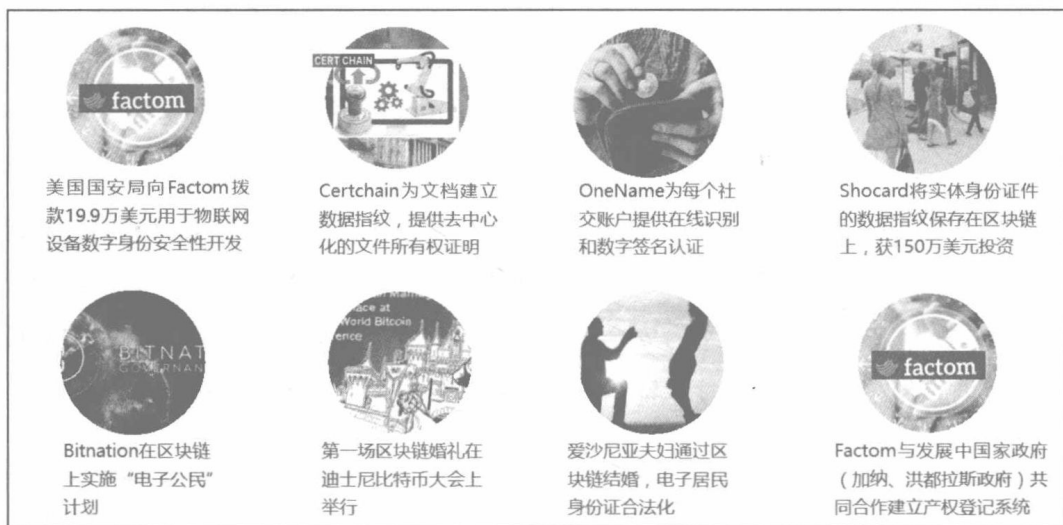 factom
美国国安局向Factom拨
款19.9万美元用于物联网
设备数字身份安全性开发
CERT CHAIN
Certchain为文档建立
数据指纹，提供去中心
化的文件所有权证明
OneName为每个社
交账户提供在线识别
和数字签名认证
Shocard将实体身份证件
的数据指纹保存在区块链
上，获150万美元投资
BITNAT
GOVERNAN
Bitnation在区块链
上实施“电子公民”
计划
ace at
World Bitcoin
ence
第一场区块链婚礼在
迪士尼比特币大会上
举行
爱沙尼亚夫妇通过区
块链结婚，电子居民
身份证合法化
factom
Factom与发展中国家政府
（加纳、洪都拉斯政府）共
同合作建立产权登记系统